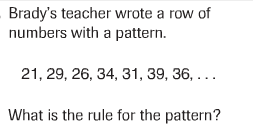 Brady's teacher wrote a row of
numbers with a pattern.
21, 29, 26, 34, 31, 39, 36, . . .
What is the rule for the pattern?